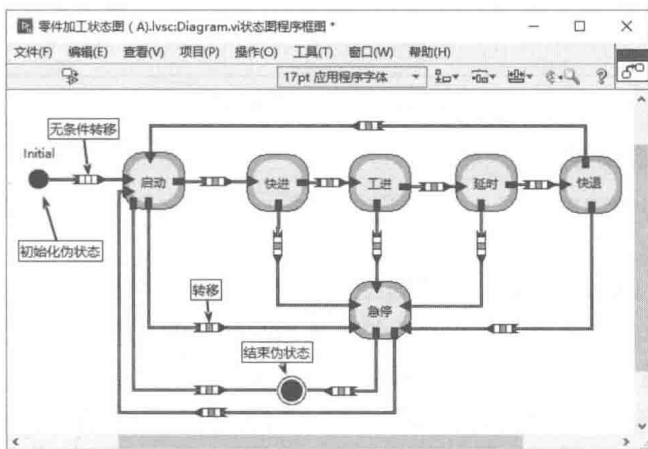 零件加工状态图（A).lvsc:Diagram.vi状态图程序框图 *
文件(F) 编辑(E) 查看(V) 项目(P) 操作(O) 工具(T) 窗口(W) 帮助(H)
17pt 应用程序字体
无条件转移
Initial
启动 快进 工进 延时 快退
初始化伪状态
转移
急停
结束伪状态